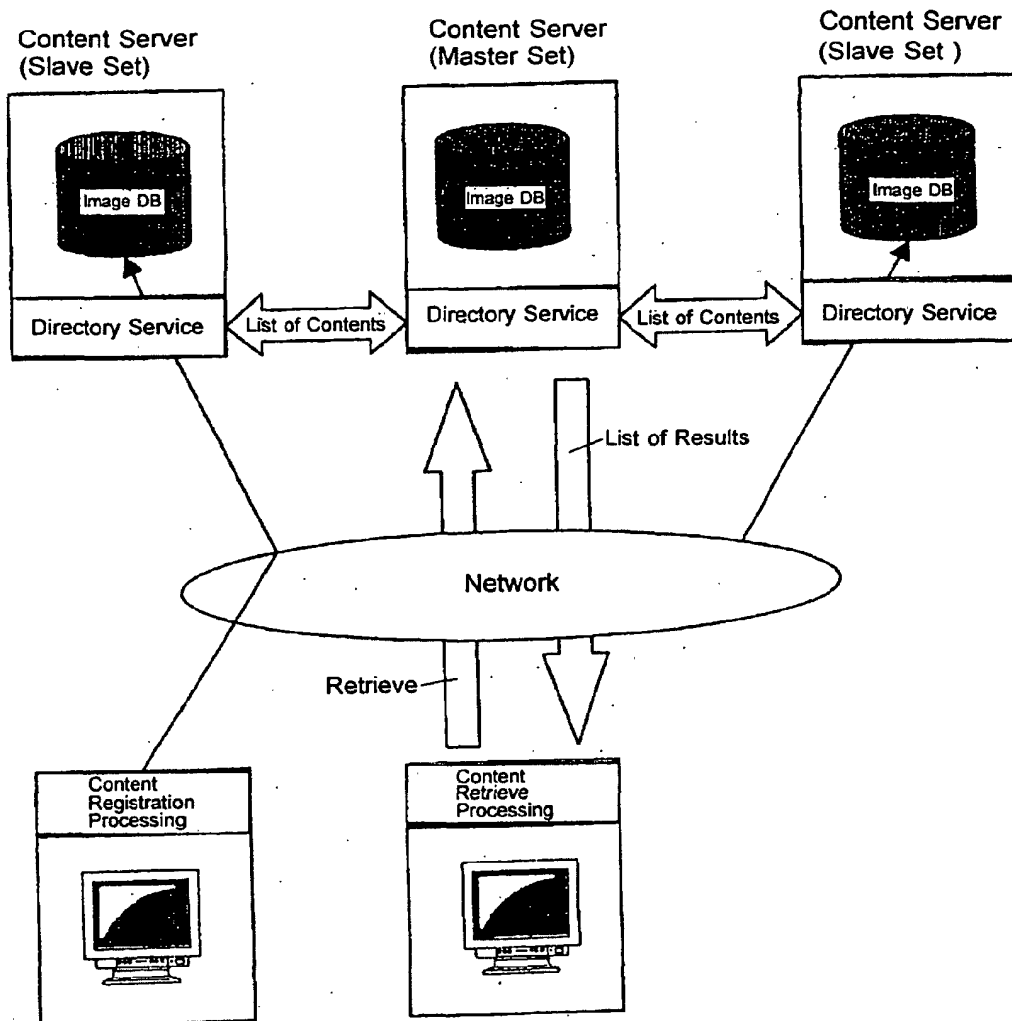 Content Server
(Slave Set)
Content Server
(Master Set)
Content Server
(Slave Set )
Image DB
Image DB
Image DB
Directory Service
List of Contents
Directory Service
List of Contents
Directory Service
List of Results
Network
Retrieve
Content
Registration
Processing
Content
Retrieve
Processing